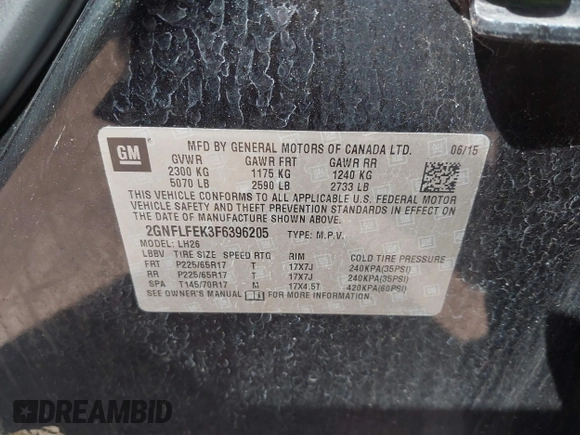 GM
MFD BY GENERAL MOTORS OF CANADA LTD. 06/15
GVWR GAWR FRT GAWR RR
2300 KG 1175 KG 1240 KG
5070 LB 2590 LB 2733 LB
THIS VEHICLE CONFORMS TO ALL APPLICABLE U.S. FEDERAL MOTOR
VEHICLE SAFETY AND THEFT PREVENTION STANDARDS IN EFFECT ON
THE DATE OF MANUFACTURE SHOWN ABOVE.
2GNFLFEK3F6396205 TYPE: M.P.V.
MODEL: LH26
LBBV TIRE SIZE SPEED RTG RIM COLD TIRE PRESSURE
FRT P225/65R17 T 17X7J 240KPA(35PSI)
RR P225/65R17 T 17X7J 240KPA(35PSI)
SPA T145/70R17 M 17X4.5T 420KPA(60PSI)
SEE OWNER'S MANUAL FOR MORE INFORMATION.
DREAMBID